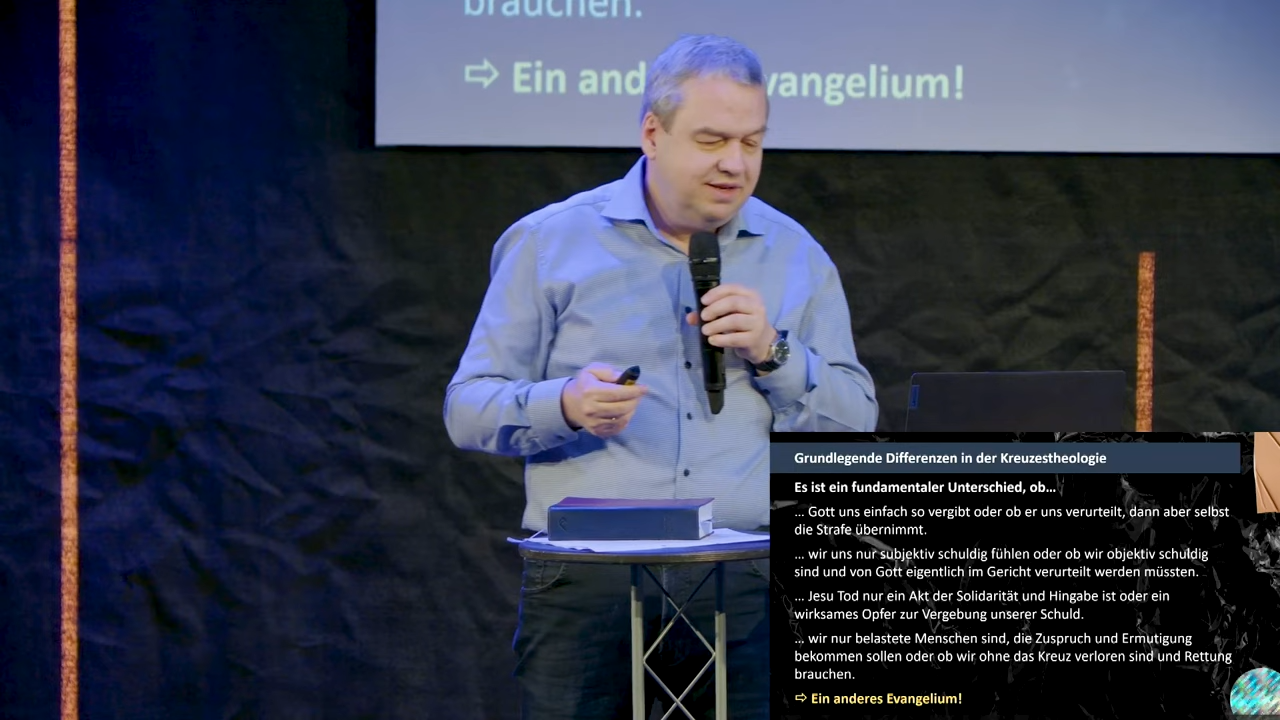 brauchen.
⇨ Ein and vangelium!
Grundlegende Differenzen in der Kreuzestheologie
Es ist ein fundamentaler Unterschied, ob...
... Gott uns einfach so vergibt oder ob er uns verurteilt, dann aber selbst
die Strafe übernimmt.
... wir uns nur subjektiv schuldig fühlen oder ob wir objektiv schuldig
sind und von Gott eigentlich im Gericht verurteilt werden müssten.
... Jesu Tod nur ein Akt der Solidarität und Hingabe ist oder ein
wirksames Opfer zur Vergebung unserer Schuld.
... wir nur belastete Menschen sind, die Zuspruch und Ermutigung
bekommen sollen oder ob wir ohne das Kreuz verloren sind und Rettung
brauchen.
⇨ Ein anderes Evangelium!